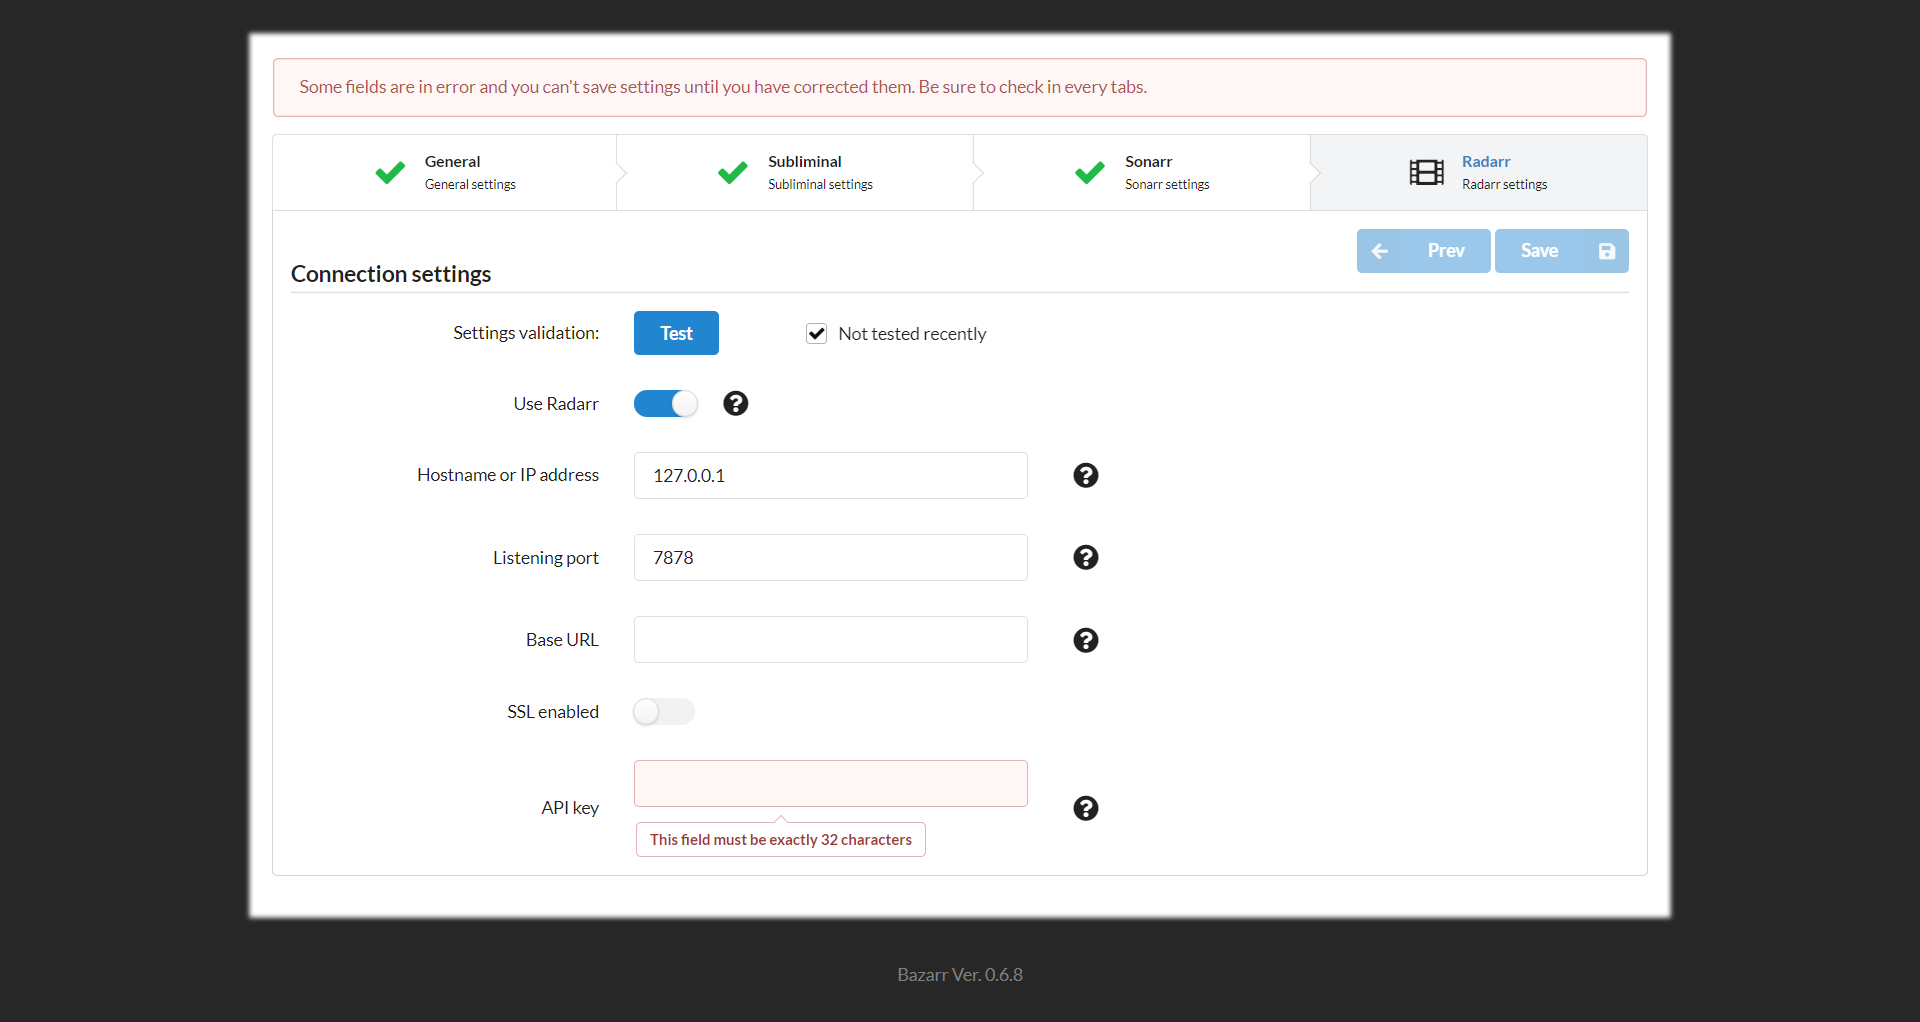 Some fields are in error and you can't save settings until you have corrected them. Be sure to check in every tabs.
General
General settings
Subliminal
Subliminal settings
Sonarr
Sonarr settings
Radarr
Radarr settings
Prev
Save
Connection settings
Settings validation:
Test
Not tested recently
Use Radarr
Hostname or IP address
127.0.0.1
Listening port
7878
Base URL
SSL enabled
API key
This field must be exactly 32 characters
Bazarr Ver. 0.6.8